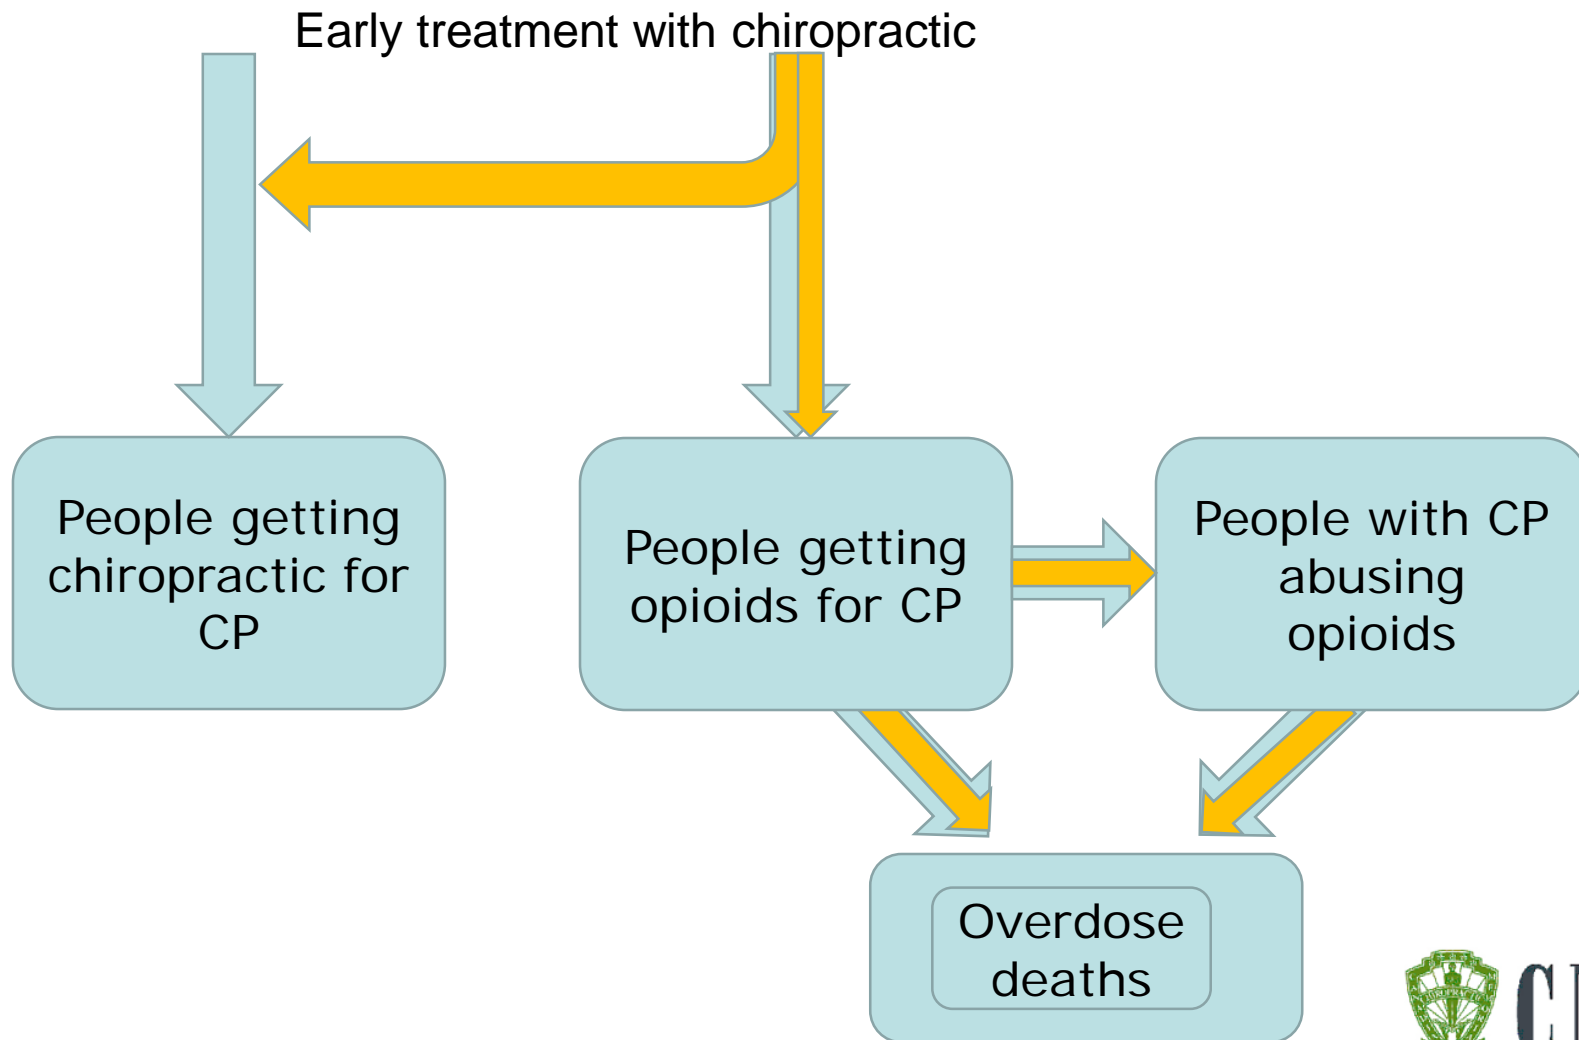 Early treatment with chiropractic
People getting
chiropractic for
CP
People getting
opioids for CP
People with CP
abusing
opioids
Overdose
deaths